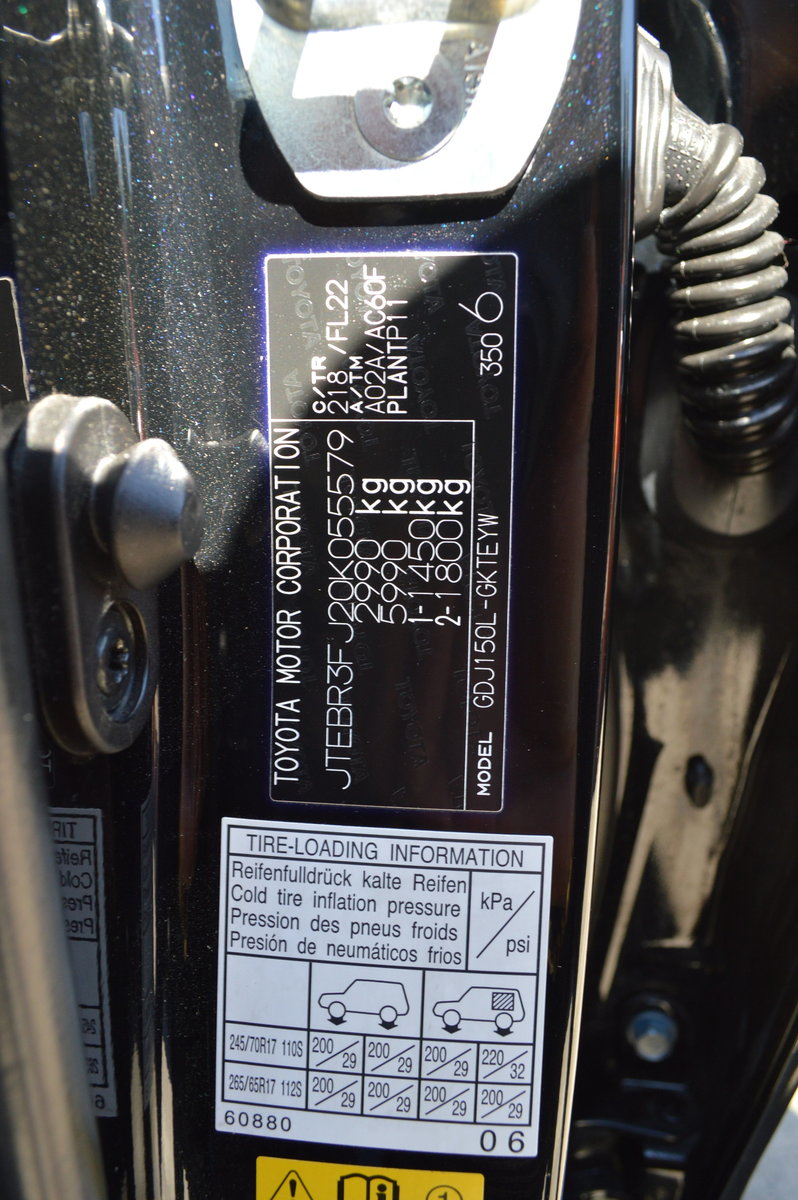 TOYOTA MOTOR CORPORATION
JTEBR3FJ20K055579
2990 kg
5990 kg
1-1450kg
2-1800kg
C/TR
218 /FL22
A/TM
A02A/AC60F
PLANTP11
MODEL GDJ150L-GKTEYW
350 6
TIRE-LOADING INFORMATION
Reifenfulldrück kalte Reifen
Cold tire inflation pressure
Pression des pneus froids
Presión de neumáticos frios
kPa/psi
245/70R17 110S 200/29 200/29 200/29 220/32
265/65R17 112S 200/29 200/29 200/29 200/29
60880 06